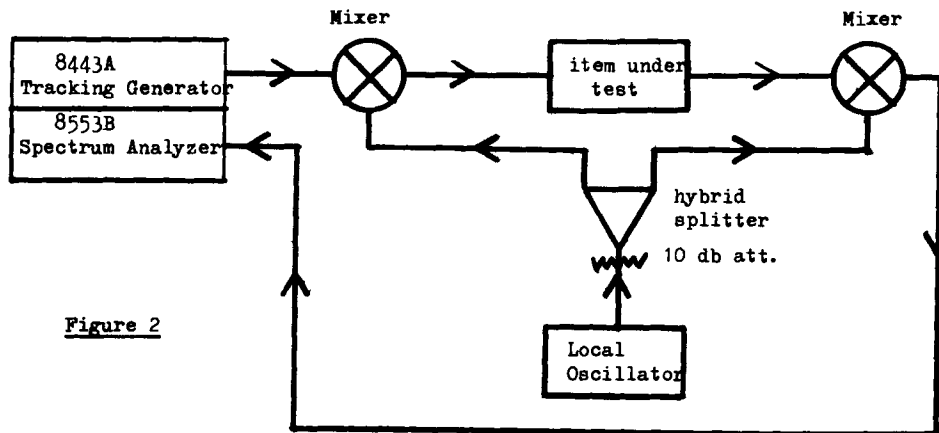 Mixer
Mixer
8443A
Tracking Generator
8553B
Spectrum Analyzer
item under
test
hybrid
splitter
10 db att.
Figure 2
Local
Oscillator